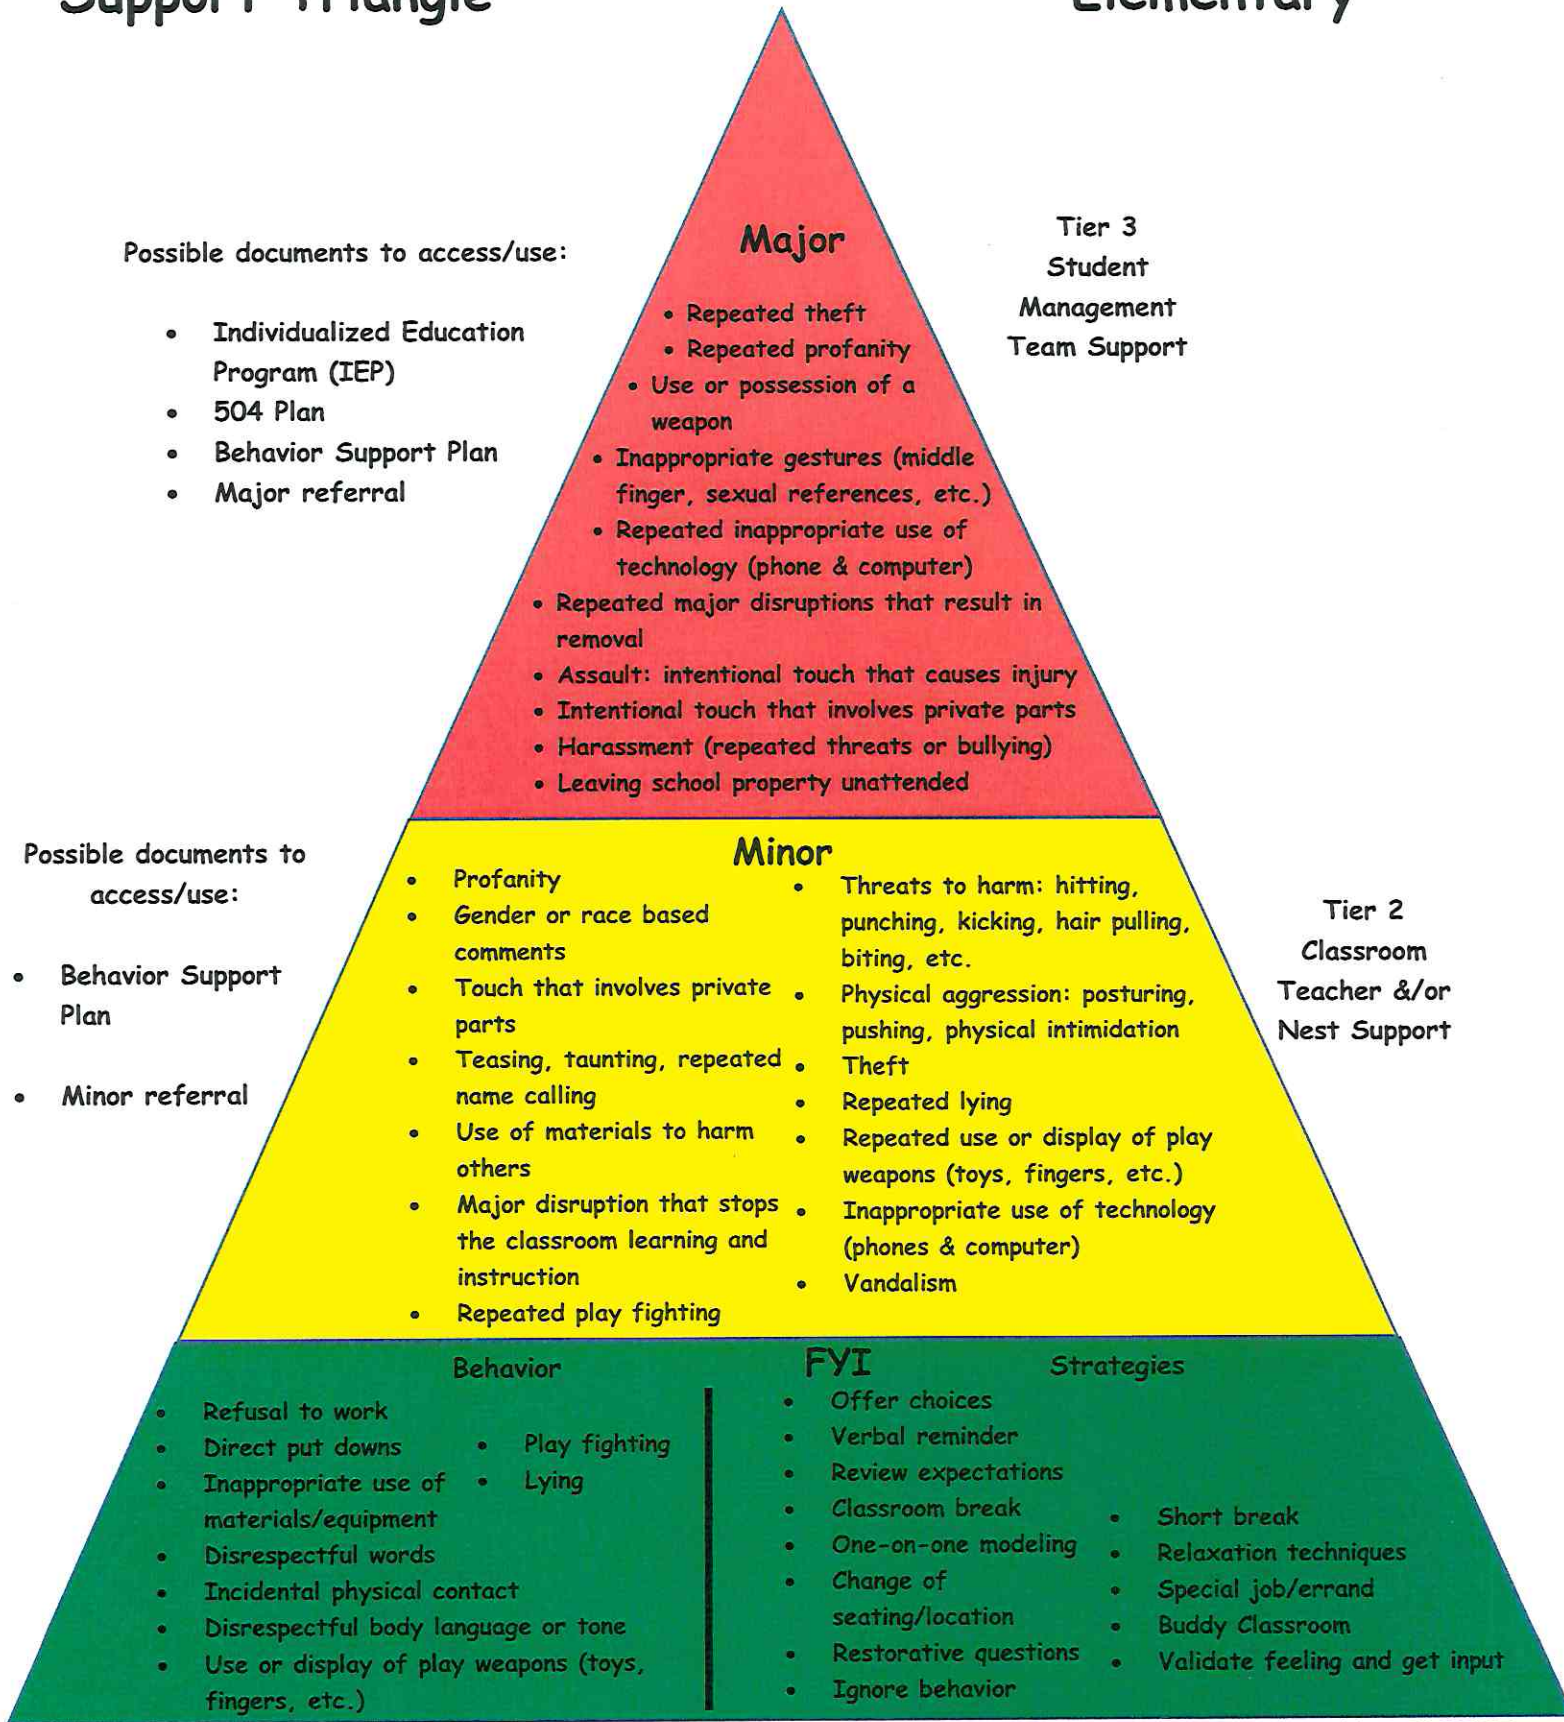 Support Triangle
Elementary
Possible documents to access/use:
• Individualized Education
Program (IEP)
• 504 Plan
• Behavior Support Plan
• Major referral
Major
• Repeated theft
• Repeated profanity
• Use or possession of a
weapon
• Inappropriate gestures (middle
finger, sexual references, etc.)
• Repeated inappropriate use of
technology (phone & computer)
• Repeated major disruptions that result in
removal
• Assault: intentional touch that causes injury
• Intentional touch that involves private parts
• Harassment (repeated threats or bullying)
• Leaving school property unattended
Tier 3
Student
Management
Team Support
Possible documents to
access/use:
• Behavior Support
Plan
• Minor referral
Minor
• Profanity
• Gender or race based
comments
• Touch that involves private
parts
• Teasing, taunting, repeated
name calling
• Use of materials to harm
others
• Major disruption that stops
the classroom learning and
instruction
• Repeated play fighting
• Threats to harm: hitting,
punching, kicking, hair pulling,
biting, etc.
• Physical aggression: posturing,
pushing, physical intimidation
• Theft
• Repeated lying
• Repeated use or display of play
weapons (toys, fingers, etc.)
• Inappropriate use of technology
(phones & computer)
• Vandalism
Tier 2
Classroom
Teacher &/or
Nest Support
FYI
Behavior
• Refusal to work
• Direct put downs
• Inappropriate use of
materials/equipment
• Disrespectful words
• Incidental physical contact
• Disrespectful body language or tone
• Use or display of play weapons (toys,
fingers, etc.)
• Play fighting
• Lying
Strategies
• Offer choices
• Verbal reminder
• Review expectations
• Classroom break
• One-on-one modeling
• Change of
seating/location
• Restorative questions
• Ignore behavior
• Short break
• Relaxation techniques
• Special job/errand
• Buddy Classroom
• Validate feeling and get input